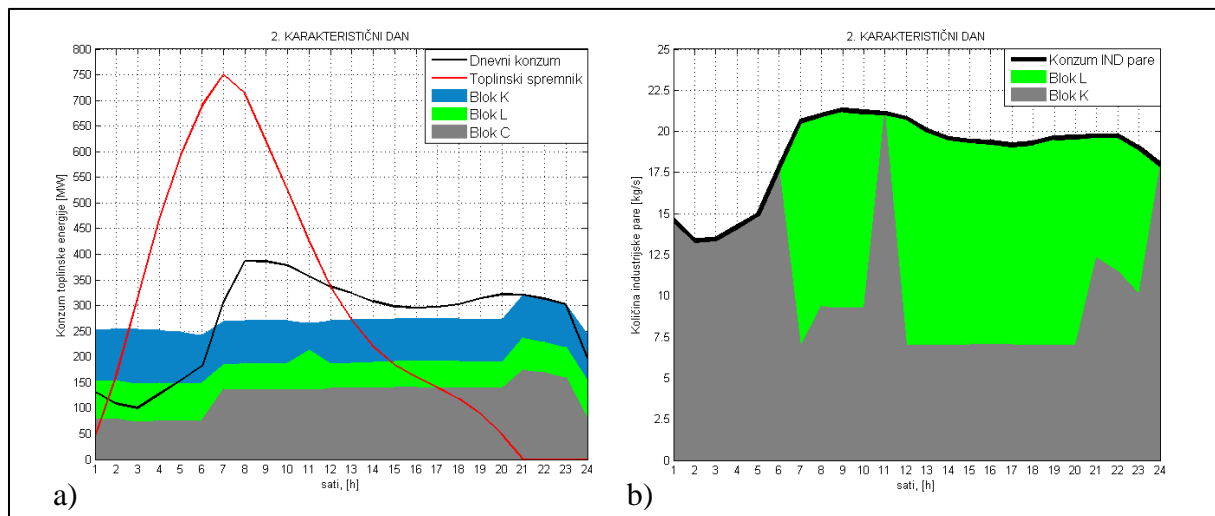 2. KARAKTERISTIČNI DAN
Konzum toplinske energije [MW]
800
750
700
650
600
550
500
450
400
350
300
250
200
150
100
50
0
Dnevni konzum
Toplinski spremnik
Blok K
Blok L
Blok C
1 2 3 4 5 6 7 8 9 10 11 12 13 14 15 16 17 18 19 20 21 22 23 24
sati, [h]
a)
2. KARAKTERISTIČNI DAN
Količina industrijske pare [kg/s]
25
22.5
20
17.5
15
12.5
10
7.5
5
2.5
0
Konzum IND pare
Blok L
Blok K
1 2 3 4 5 6 7 8 9 10 11 12 13 14 15 16 17 18 19 20 21 22 23 24
sati, [h]
b)